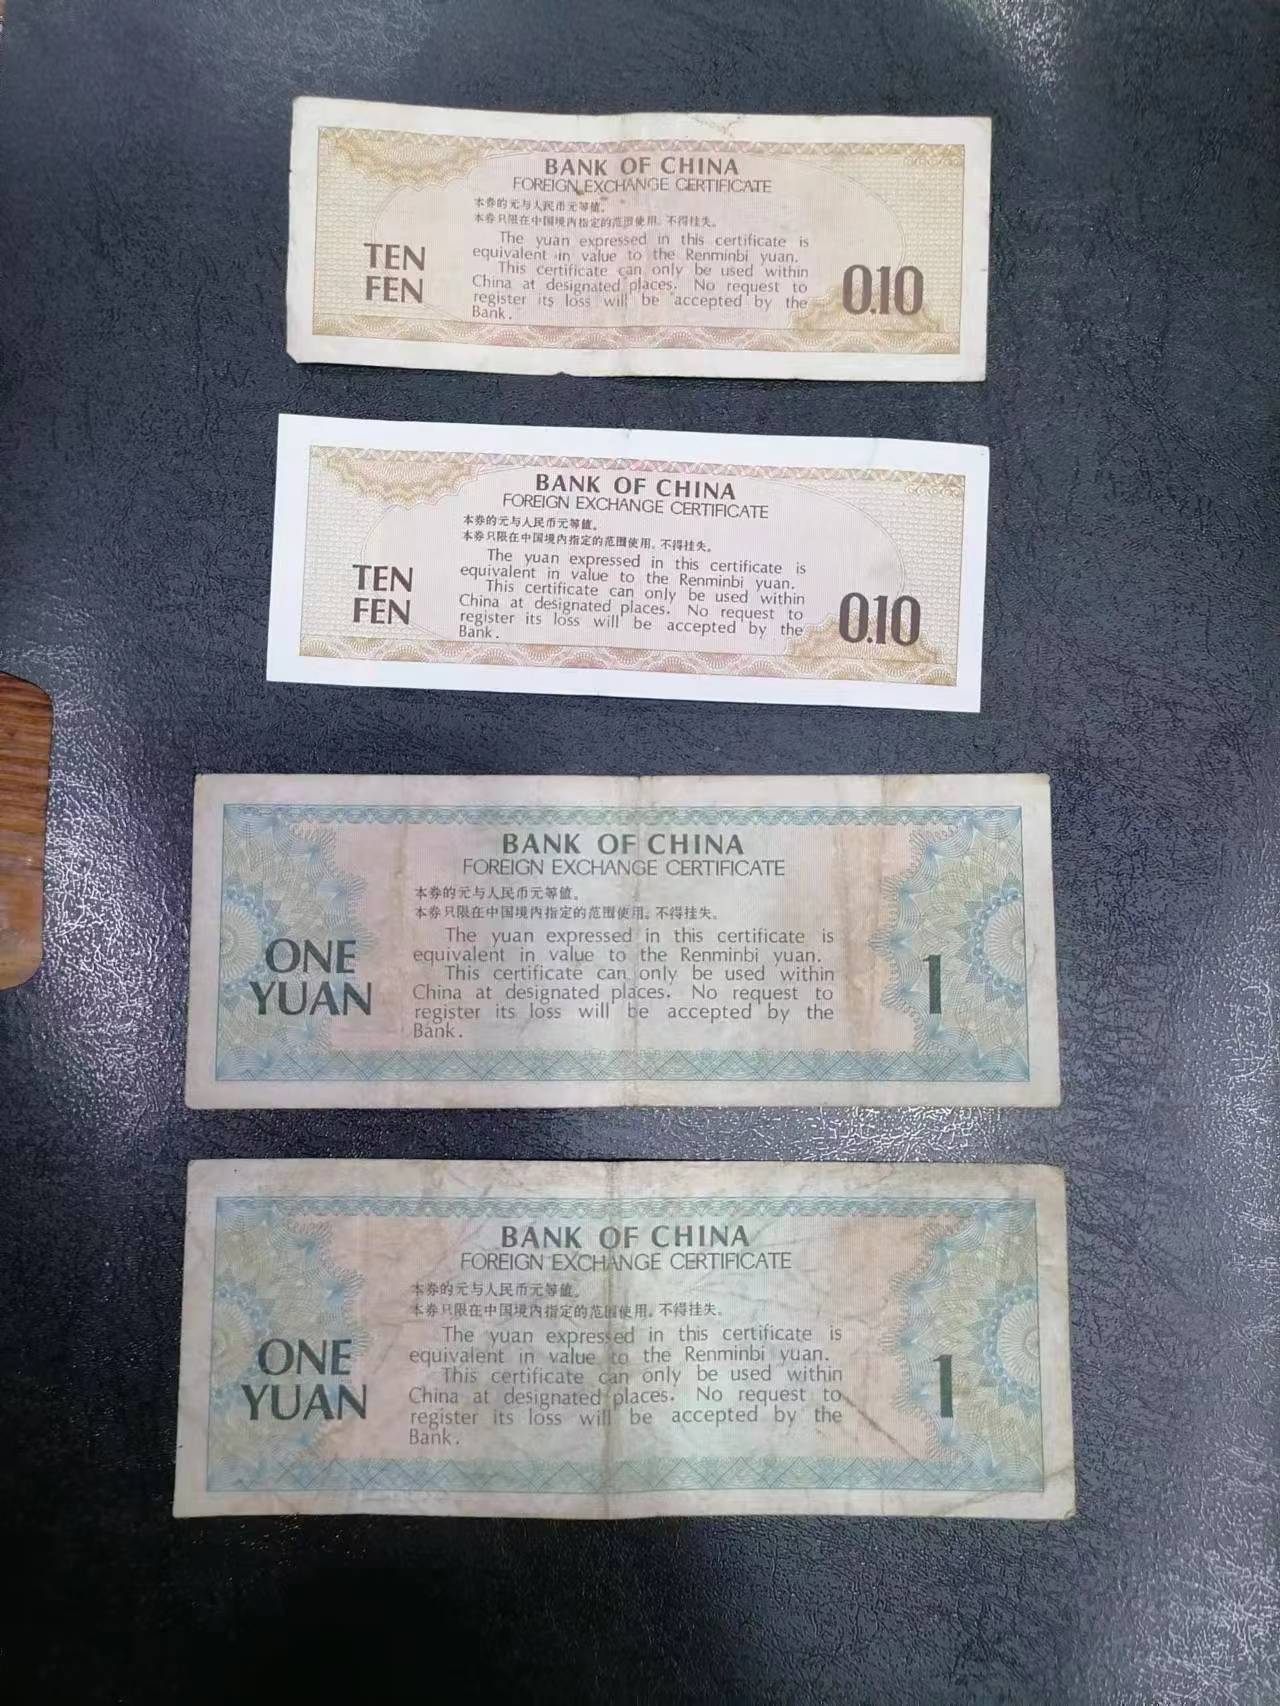 BANK OF CHINA
FOREIGN EXCHANGE CERTIFICATE
本券的元与人民币元等值。
本券只限在中国境内指定的范围使用。不得挂失。
The yuan expressed in this certificate is
equivalent in value to the Renminbi yuan.
This certificate can only be used within
China at designated places. No request to
register its loss will be accepted by the
Bank.
TEN
FEN
0.10
BANK OF CHINA
FOREIGN EXCHANGE CERTIFICATE
本券的元与人民币元等值。
本券只限在中国境内指定的范围使用。不得挂失。
The yuan expressed in this certificate is
equivalent in value to the Renminbi yuan.
This certificate can only be used within
China at designated places. No request to
register its loss will be accepted by the
Bank.
TEN
FEN
0.10
BANK OF CHINA
FOREIGN EXCHANGE CERTIFICATE
本券的元与人民币元等值。
本券只限在中国境内指定的范围使用。不得挂失。
The yuan expressed in this certificate is
equivalent in value to the Renminbi yuan.
This certificate can only be used within
China at designated places. No request to
register its loss will be accepted by the
Bank.
ONE
YUAN
1
BANK OF CHINA
FOREIGN EXCHANGE CERTIFICATE
本券的元与人民币元等值。
本券只限在中国境内指定的范围使用。不得挂失。
The yuan expressed in this certificate is
equivalent in value to the Renminbi yuan.
This certificate can only be used within
China at designated places. No request to
register its loss will be accepted by the
Bank.
ONE
YUAN
1